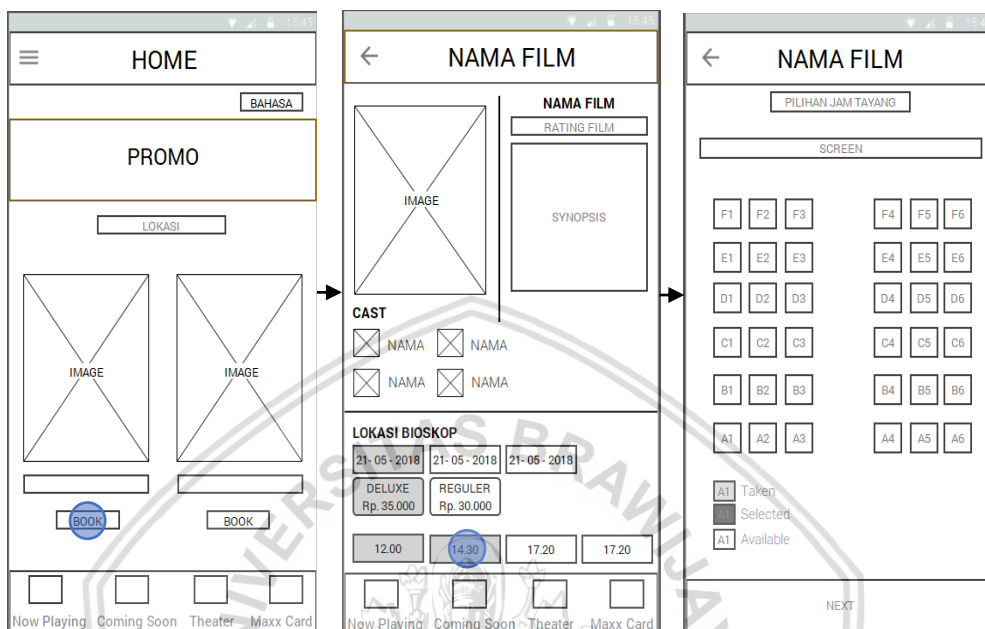 15:45
HOME
BAHASA
PROMO
LOKASI
IMAGE IMAGE
BOOK BOOK
Now Playing Coming Soon Theater Maxx Card
15:45
NAMA FILM
NAMA FILM
RATING FILM
IMAGE
SYNOPSIS
CAST
NAMA NAMA
NAMA NAMA
LOKASI BIOSKOP
21- 05 - 2018 21- 05 - 2018 21- 05 - 2018
DELUXE REGULER
Rp. 35.000 Rp. 30.000
12.00 14.30 17.20 17.20
Now Playing Coming Soon Theater Maxx Card
NAMA FILM
PILIHAN JAM TAYANG
SCREEN
F1 F2 F3 F4 F5 F6
E1 E2 E3 E4 E5 E6
D1 D2 D3 D4 D5 D6
C1 C2 C3 C4 C5 C6
B1 B2 B3 B4 B5 B6
A1 A2 A3 A4 A5 A6
A1 Taken
A1 Selected
A1 Available
NEXT